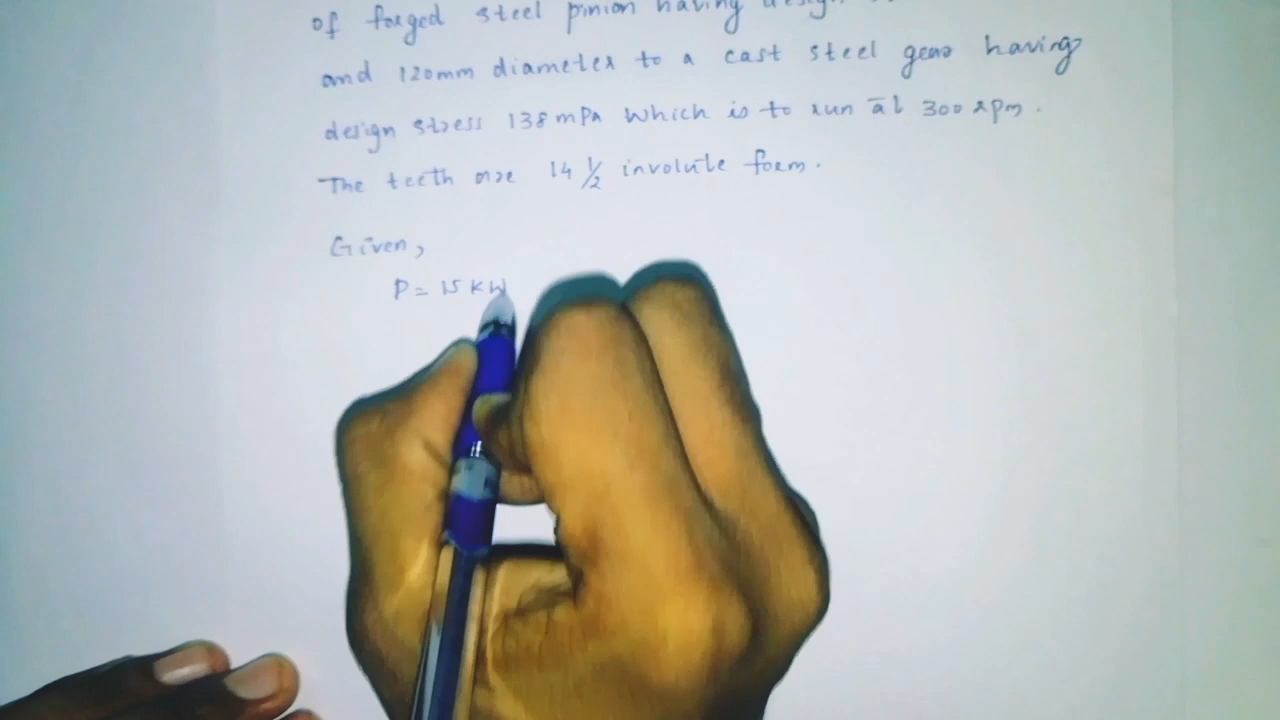 of forged steel pinion having design
and 120mm diameter to a cast steel gear having
design stress 138 mPa which is to run at 300 rpm.
The teeth are 14 1/2 involute form.
Given,
P = 15 KW